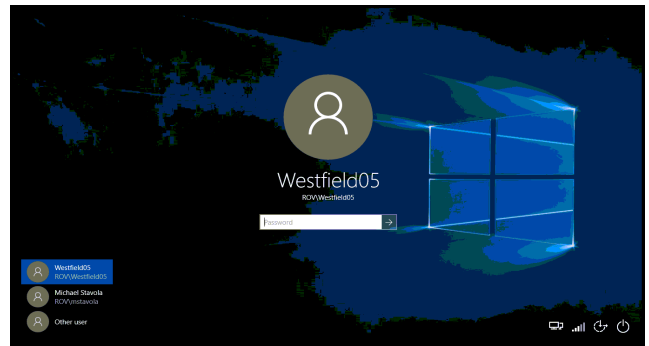 Westfield05
ROV\Westfield05
Password
Westfield05
ROV\Westfield05
Michael Stavola
ROV\mstavola
Other user